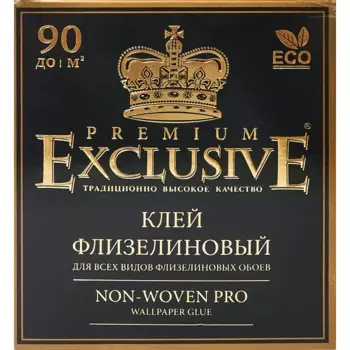 90
ДО М²
ECO
PREMIUM
EXCLUSIVE®
ТРАДИЦИОННО ВЫСОКОЕ КАЧЕСТВО
КЛЕЙ
ФЛИЗЕЛИНОВЫЙ
ДЛЯ ВСЕХ ВИДОВ ФЛИЗЕЛИНОВЫХ ОБОЕВ
NON-WOVEN PRO
WALLPAPER GLUE